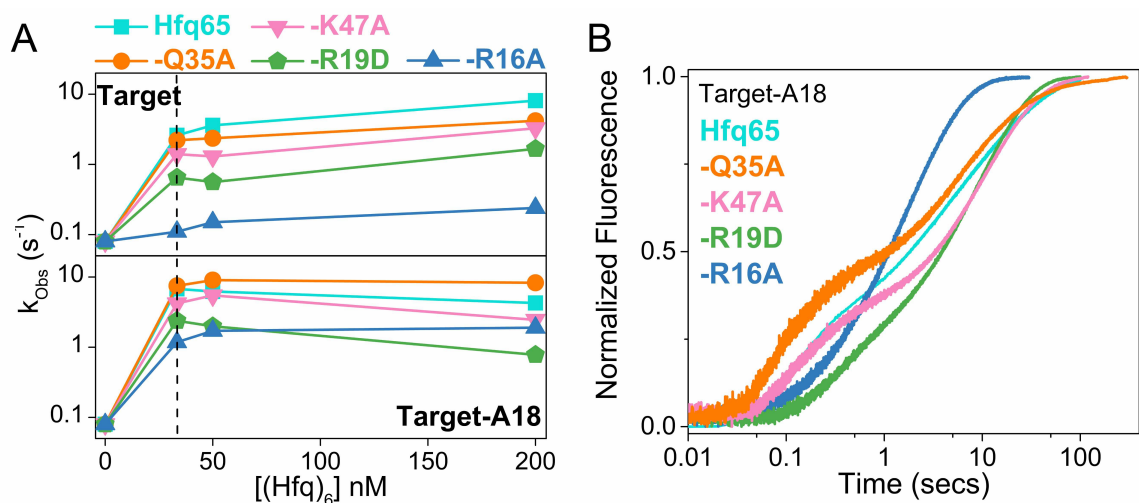 A
Hfq65 -K47A
-Q35A -R19D -R16A
Target
10
1
0.1
10
1
0.1
Target-A18
k_Obs (s⁻¹)
0 50 100 150 200
[(Hfq)₆] nM
B
Target-A18
Hfq65
-Q35A
-K47A
-R19D
-R16A
1.0
0.5
0.0
Normalized Fluorescence
0.01 0.1 1 10 100
Time (secs)